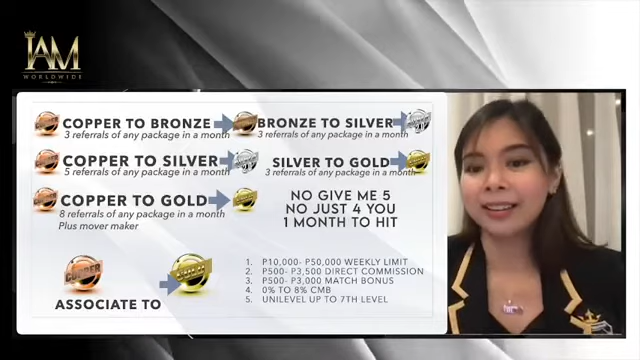 IAM
WORLDWIDE
COPPER TO BRONZE
3 referrals of any package in a month
BRONZE TO SILVER
3 referrals of any package in a month
COPPER TO SILVER
5 referrals of any package in a month
SILVER TO GOLD
3 referrals of any package in a month
COPPER TO GOLD
8 referrals of any package in a month
Plus mover maker
NO GIVE ME 5
NO JUST 4 YOU
1 MONTH TO HIT
COPPER
GOLD
ASSOCIATE TO
1. P10,000- P50,000 WEEKLY LIMIT
2. P500- P3,500 DIRECT COMMISSION
3. P500- P3,000 MATCH BONUS
4. 0% TO 8% CMB
5. UNILEVEL UP TO 7TH LEVEL